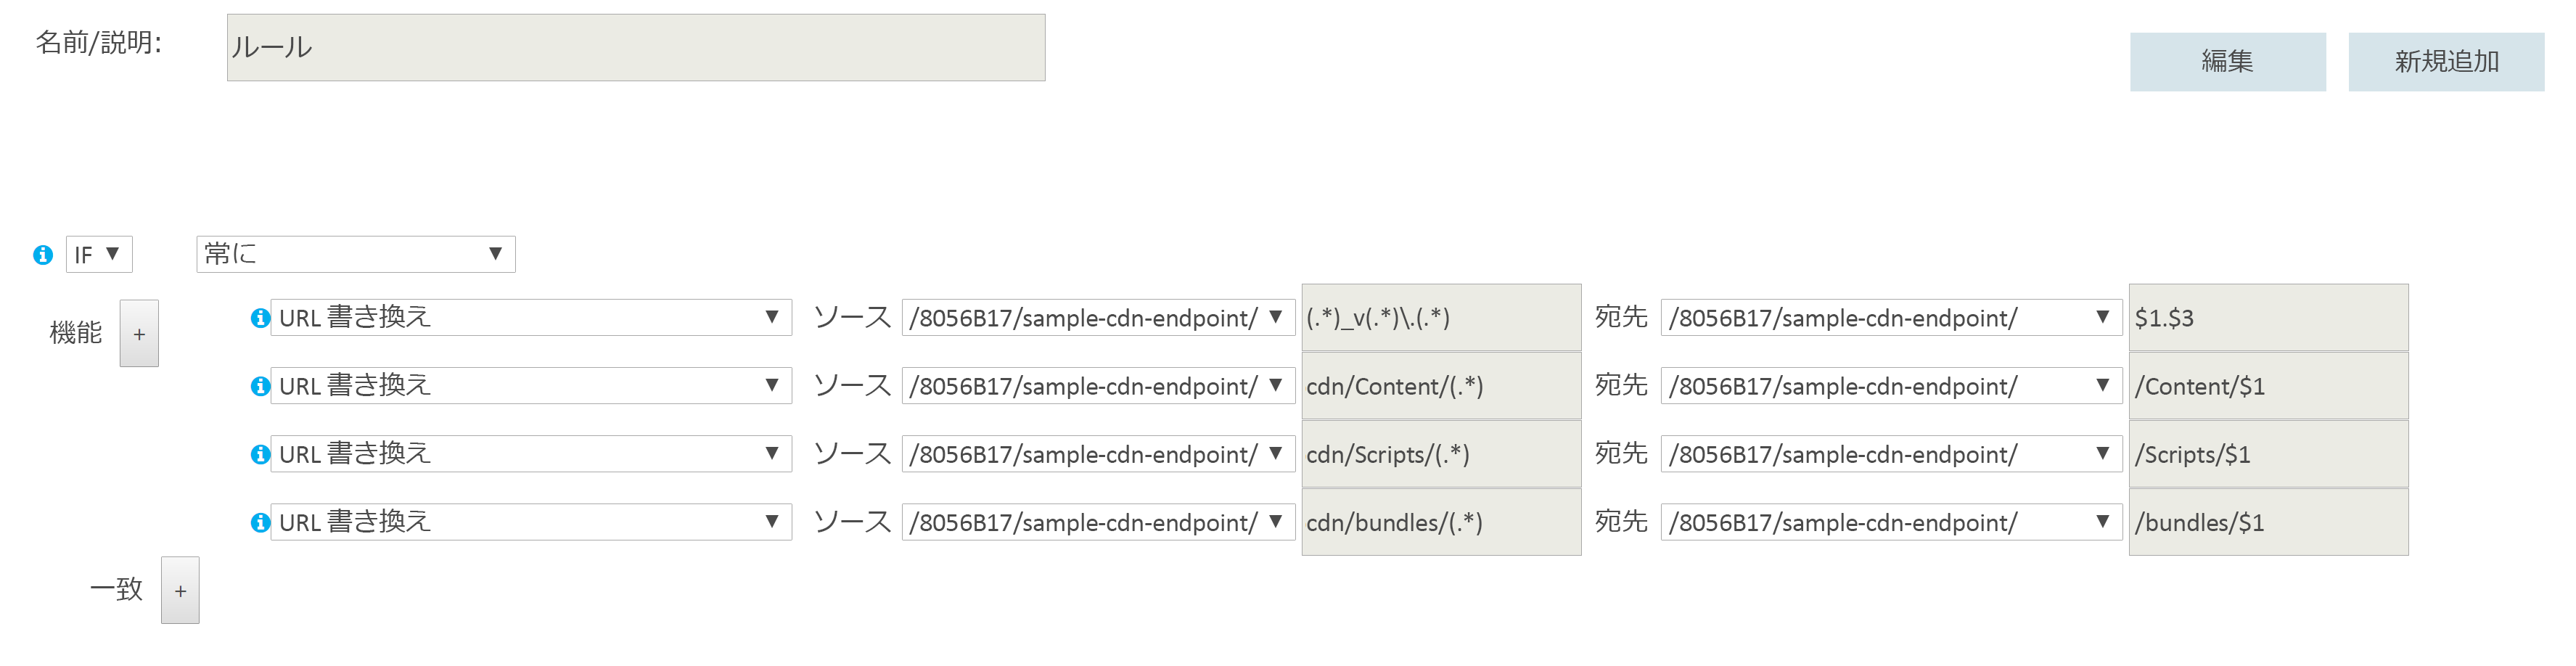 名前/説明:
ルール
編集
新規追加
IF ▼ 常に ▼
機能 + URL 書き換え ▼ ソース /8056B17/sample-cdn-endpoint/ ▼ (.*)_v(.*)\.(.*) 宛先 /8056B17/sample-cdn-endpoint/ ▼ $1.$3
URL 書き換え ▼ ソース /8056B17/sample-cdn-endpoint/ ▼ cdn/Content/(.*) 宛先 /8056B17/sample-cdn-endpoint/ ▼ /Content/$1
URL 書き換え ▼ ソース /8056B17/sample-cdn-endpoint/ ▼ cdn/Scripts/(.*) 宛先 /8056B17/sample-cdn-endpoint/ ▼ /Scripts/$1
URL 書き換え ▼ ソース /8056B17/sample-cdn-endpoint/ ▼ cdn/bundles/(.*) 宛先 /8056B17/sample-cdn-endpoint/ ▼ /bundles/$1
一致 +